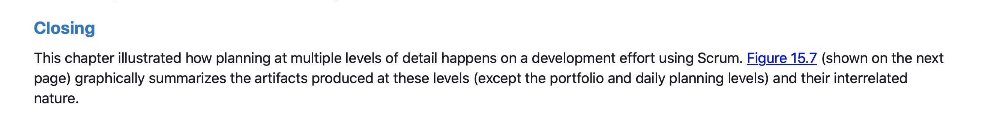 Closing
This chapter illustrated how planning at multiple levels of detail happens on a development effort using Scrum. Figure 15.7 (shown on the next
page) graphically summarizes the artifacts produced at these levels (except the portfolio and daily planning levels) and their interrelated
nature.